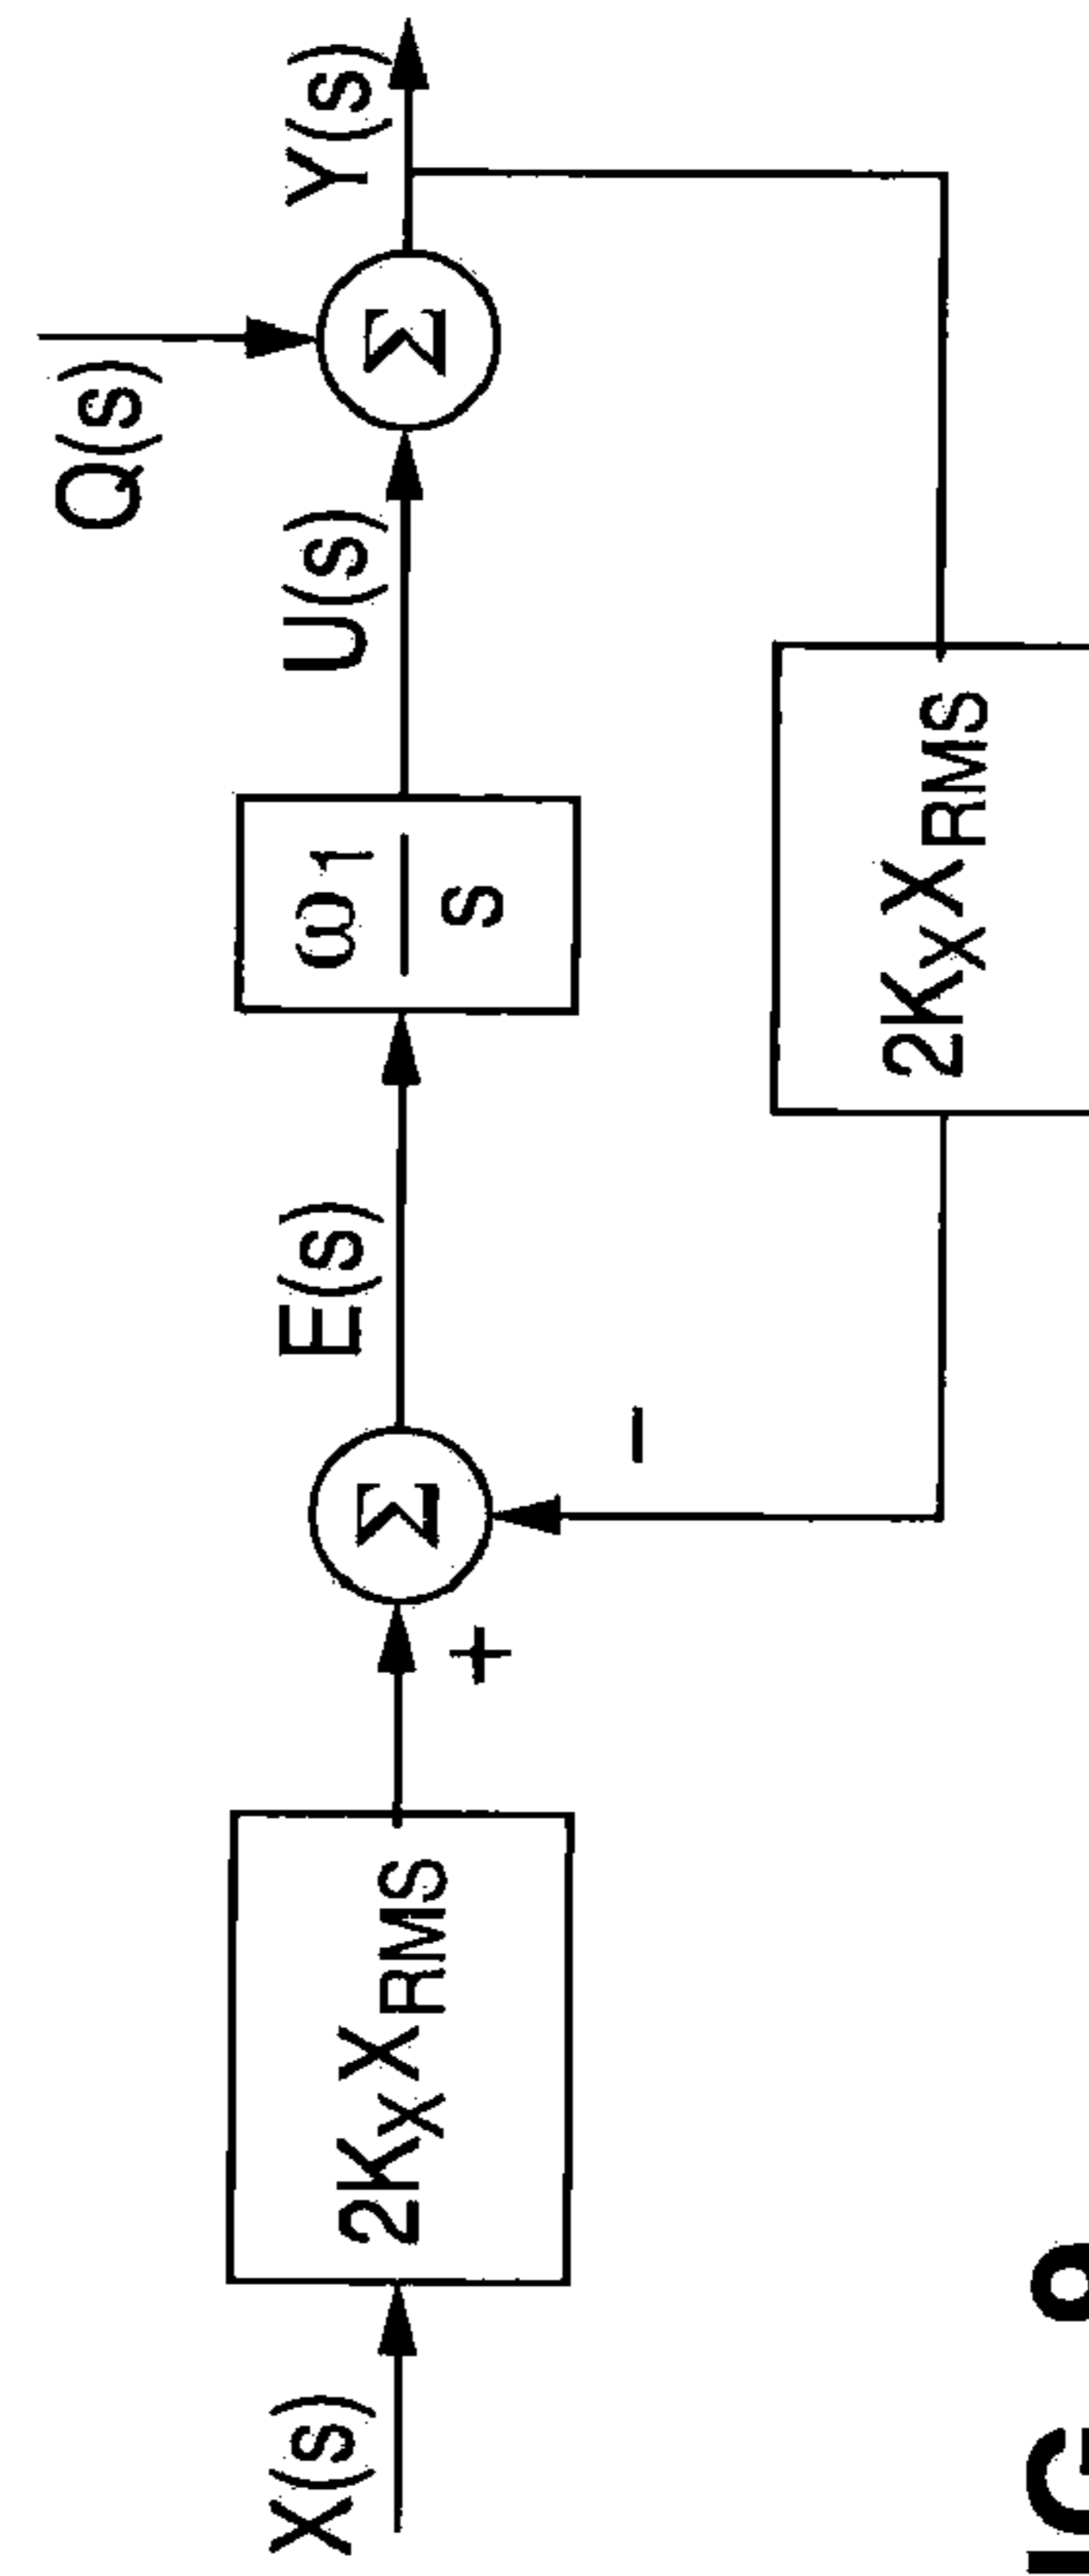 X(s)
2KxXRMS
+
Σ
−
E(s)
ω1
s
U(s)
Σ
Q(s)
Y(s)
2KxXRMS